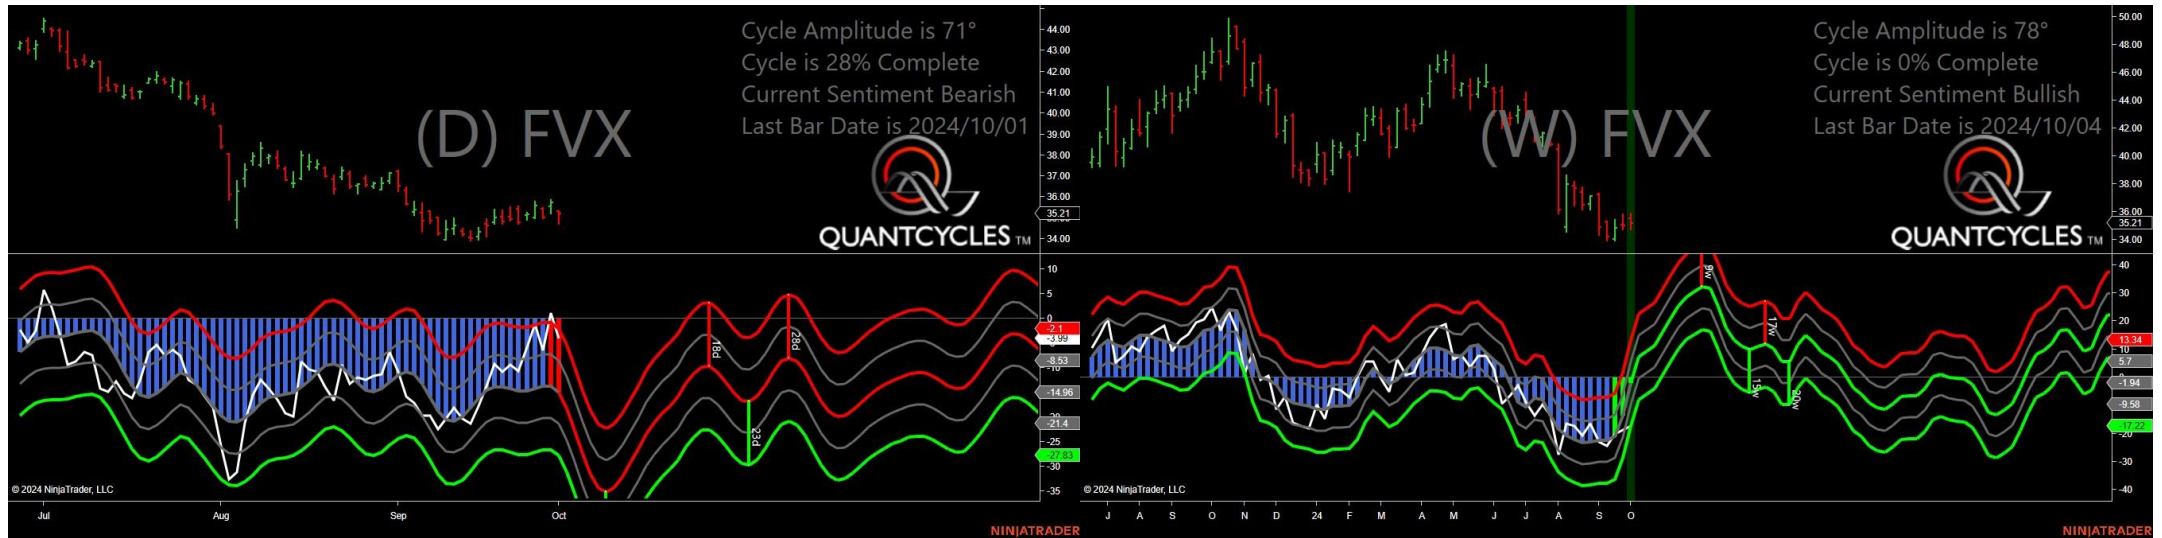 Cycle Amplitude is 71°
Cycle is 28% Complete
Current Sentiment Bearish
Last Bar Date is 2024/10/01
(D) FVX
QUANTCYCLES TM
44.00
43.00
42.00
41.00
40.00
39.00
38.00
37.00
36.00
35.21
34.00
10
5
0
-2.1
-3.99
-8.53
-10
-14.96
-21.4
-25
-27.83
-30
-35
18d
28d
23d
© 2024 NinjaTrader, LLC
Jul Aug Sep Oct
NINJATRADER
Cycle Amplitude is 78°
Cycle is 0% Complete
Current Sentiment Bullish
Last Bar Date is 2024/10/04
(W) FVX
QUANTCYCLES TM
50.00
48.00
46.00
44.00
42.00
40.00
38.00
36.00
35.21
34.00
40
30
20
13.34
10
5.7
-1.94
-9.58
-17.22
-20
-30
-40
9w
17w
15w
20w
© 2024 NinjaTrader, LLC
J A S O N D 24 F M A M J J A S O
NINJATRADER